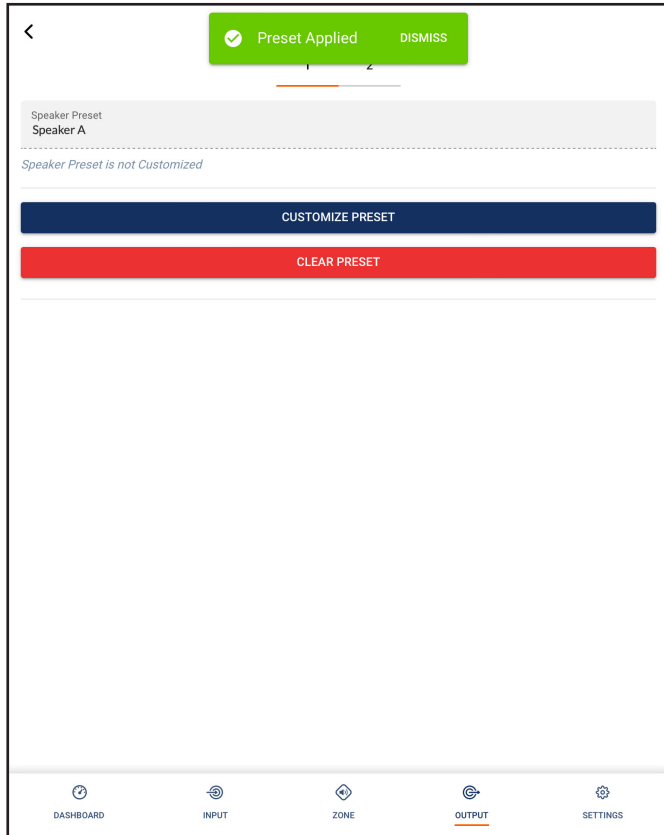 Preset Applied DISMISS
1 2
Speaker Preset
Speaker A
Speaker Preset is not Customized
CUSTOMIZE PRESET
CLEAR PRESET
DASHBOARD INPUT ZONE OUTPUT SETTINGS